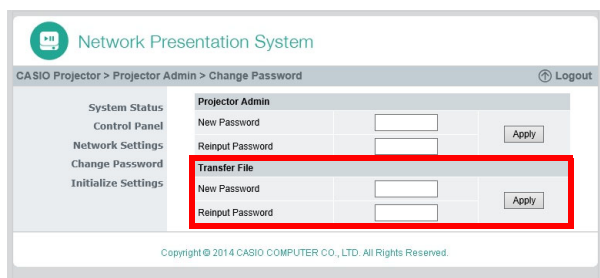 Network Presentation System
CASIO Projector > Projector Admin > Change Password
Logout
System Status
Control Panel
Network Settings
Change Password
Initialize Settings
Projector Admin
New Password
Reinput Password
Apply
Transfer File
New Password
Reinput Password
Apply
Copyright © 2014 CASIO COMPUTER CO., LTD. All Rights Reserved.